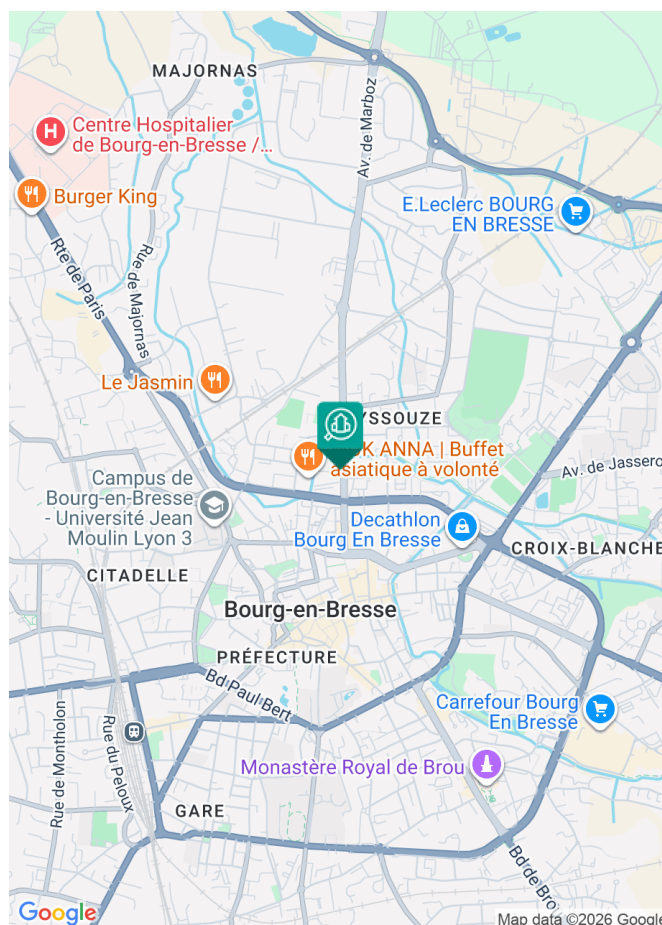 MAJORNAS
Av. de Marboz
Centre Hospitalier
de Bourg-en-Bresse /...
H
Burger King
E.Leclerc BOURG
EN BRESSE
Rte de Paris
Rue de Majornas
Le Jasmin
YSSOUZE
K ANNA | Buffet
asiatique à volonté
Av. de Jassero
Campus de
Bourg-en-Bresse
- Université Jean
Moulin Lyon 3
Decathlon
Bourg En Bresse
CROIX-BLANCHE
CITADELLE
Bourg-en-Bresse
PRÉFECTURE
Bd Paul Bert
Carrefour Bourg
En Bresse
Rue de Montholon
Rue du Peloux
Monastère Royal de Brou
GARE
Bd de Bro
Google
Map data ©2026 Google